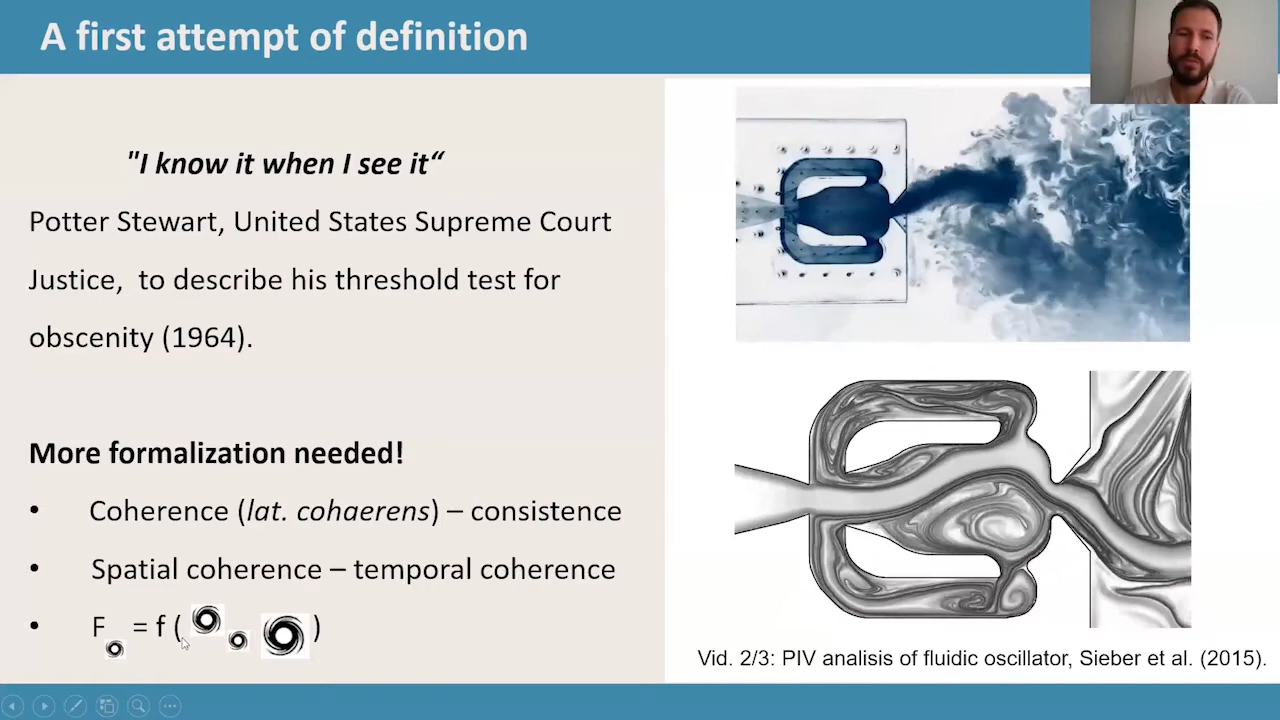 A first attempt of definition
"I know it when I see it“
Potter Stewart, United States Supreme Court
Justice, to describe his threshold test for
obscenity (1964).
More formalization needed!
• Coherence (lat. cohaerens) – consistence
• Spatial coherence – temporal coherence
• F = f ( )
Vid. 2/3: PIV analisis of fluidic oscillator, Sieber et al. (2015).